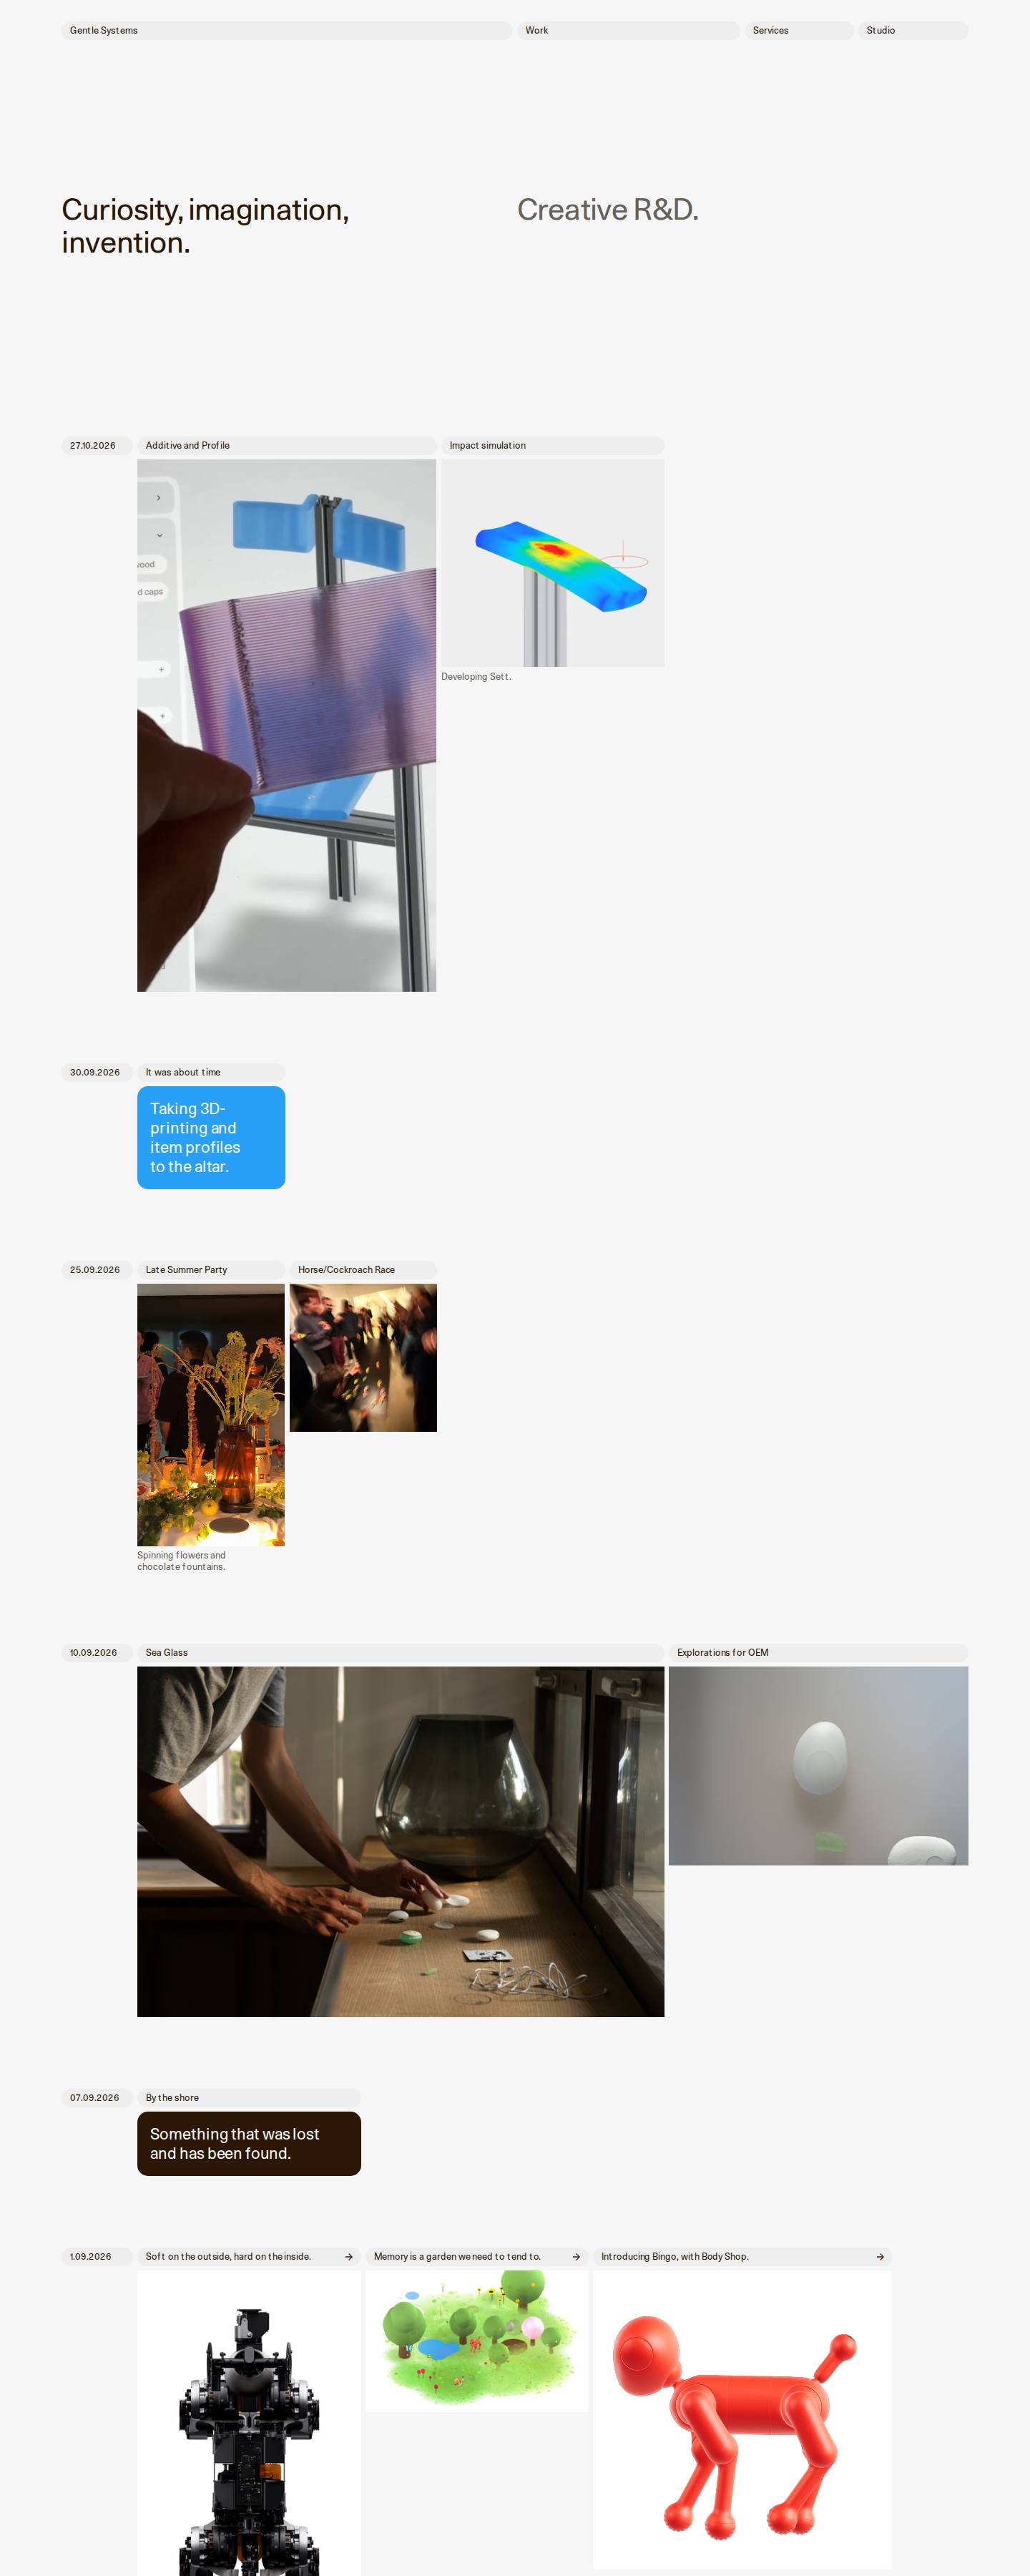 Gentle Systems
Work
Services
Studio
Curiosity, imagination,
invention.
Creative R&D.
27.10.2026
Additive and Profile
Impact simulation
wood
d caps
Developing Sett.
30.09.2026
It was about time
Taking 3D-
printing and
item profiles
to the altar.
25.09.2026
Late Summer Party
Horse/Cockroach Race
Spinning flowers and
chocolate fountains.
10.09.2026
Sea Glass
Explorations for OEM
07.09.2026
By the shore
Something that was lost
and has been found.
1.09.2026
Soft on the outside, hard on the inside.
Memory is a garden we need to tend to.
Introducing Bingo, with Body Shop.